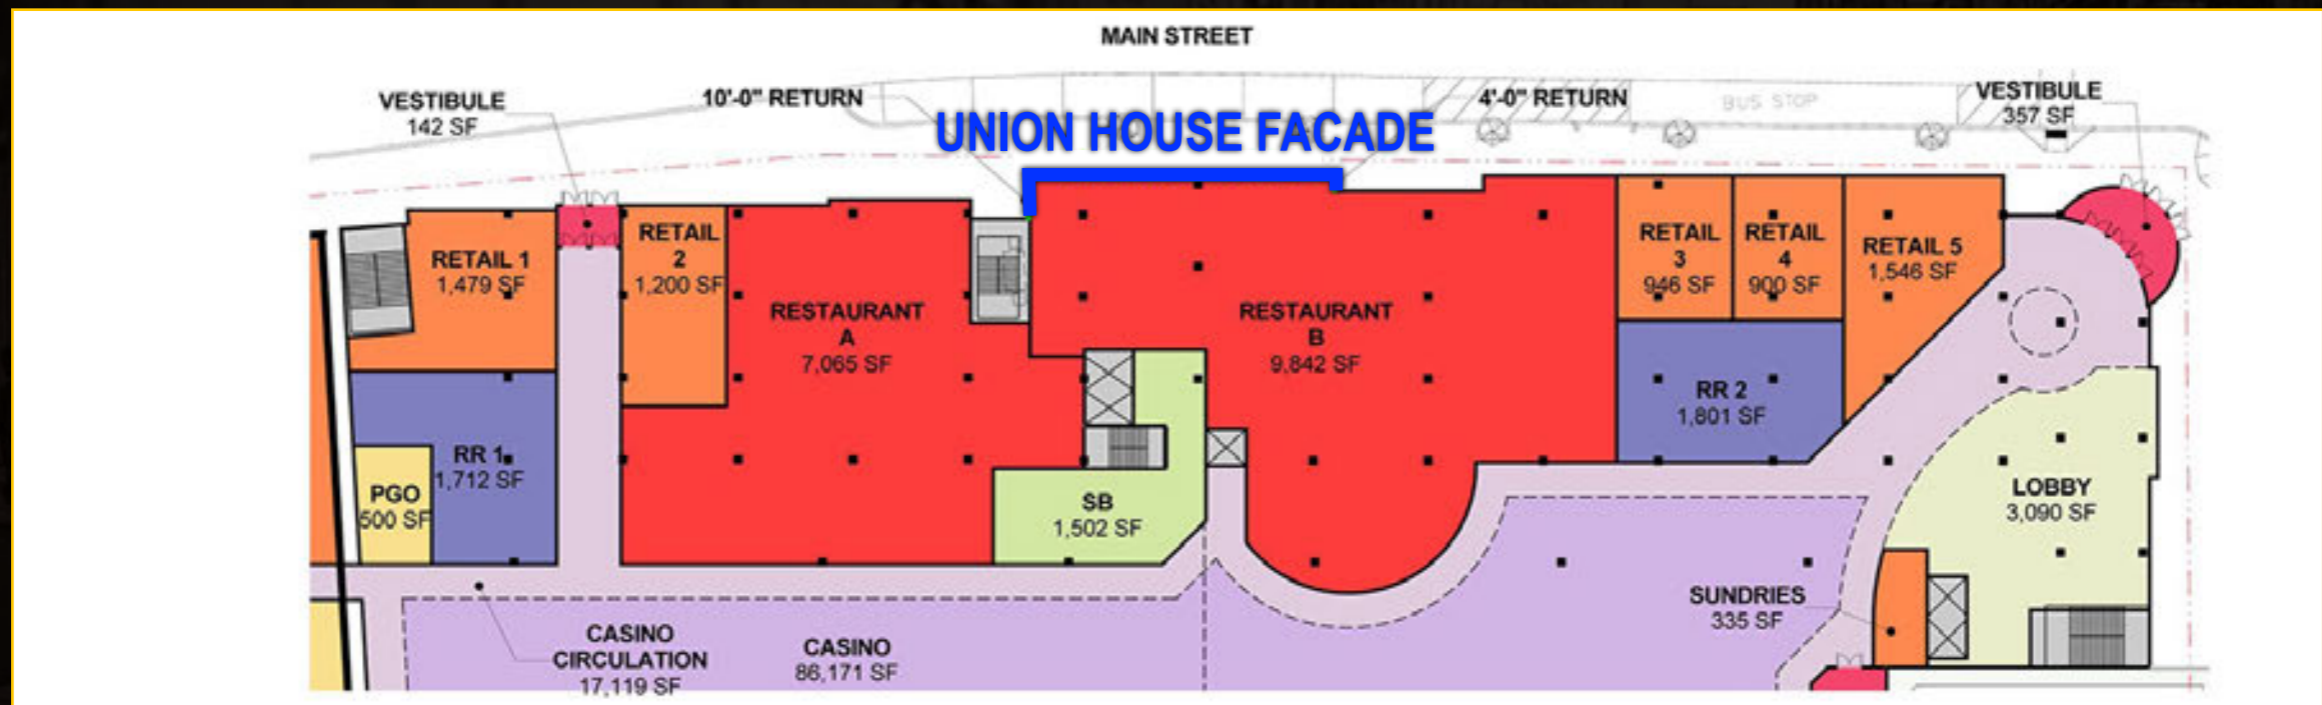 MAIN STREET
VESTIBULE
142 SF
10'-0" RETURN
4'-0" RETURN
BUS STOP
VESTIBULE
357 SF
UNION HOUSE FACADE
RETAIL 1
1,479 SF
RETAIL
2
1,200 SF
RESTAURANT
A
7,065 SF
RESTAURANT
B
9,842 SF
RETAIL
3
946 SF
RETAIL
4
900 SF
RETAIL 5
1,546 SF
RR 1
1,712 SF
PGO
500 SF
SB
1,502 SF
RR 2
1,801 SF
LOBBY
3,090 SF
SUNDRIES
335 SF
CASINO
CIRCULATION
17,119 SF
CASINO
86,171 SF